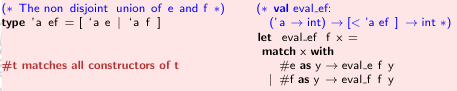 (* The non disjoint union of e and f *)
type 'a ef = [ 'a e | 'a f ]
#t matches all constructors of t
(* val eval_ef:
('a → int) → [< 'a ef ] → int *)
let eval_ef f x =
match x with
#e as y → eval_e f y
| #f as y → eval_f f y